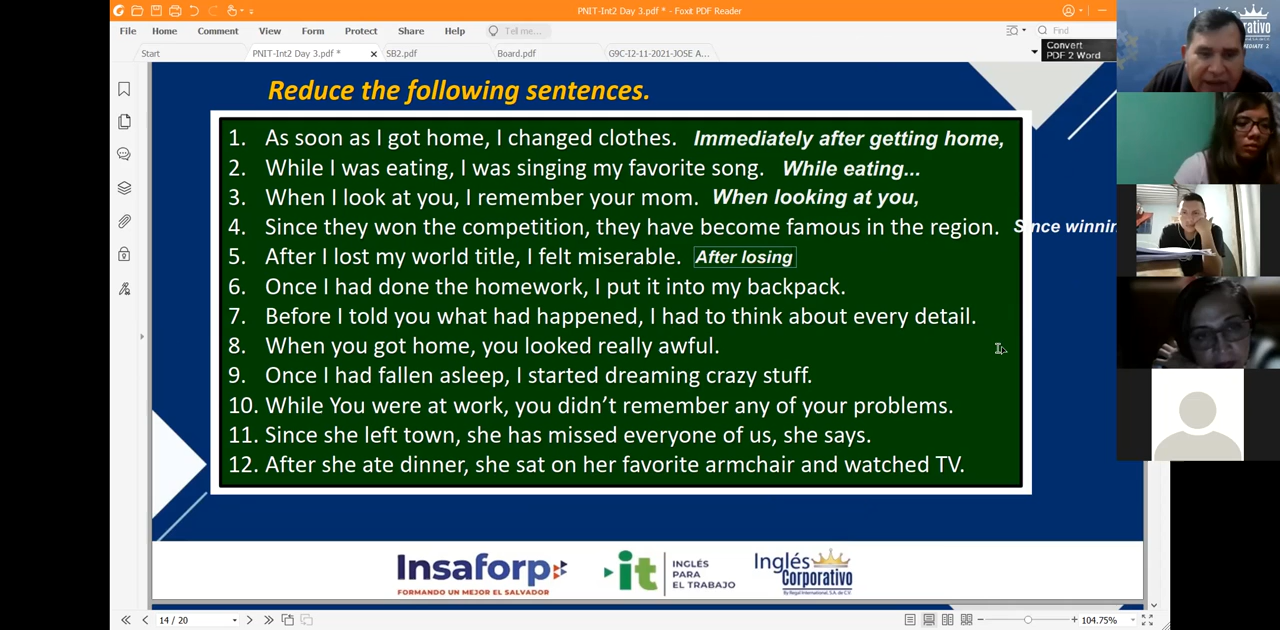 PNIT-Int2 Day 3.pdf * - Foxit PDF Reader
File Home Comment View Form Protect Share Help Tell me... Find
Start PNIT-Int2 Day 3.pdf * SB2.pdf Board.pdf G9C-I2-11-2021-JOSE A...
Convert
PDF 2 Word
Reduce the following sentences.
1. As soon as I got home, I changed clothes. Immediately after getting home,
2. While I was eating, I was singing my favorite song. While eating...
3. When I look at you, I remember your mom. When looking at you,
4. Since they won the competition, they have become famous in the region. Since winnin
5. After I lost my world title, I felt miserable. After losing
6. Once I had done the homework, I put it into my backpack.
7. Before I told you what had happened, I had to think about every detail.
8. When you got home, you looked really awful.
9. Once I had fallen asleep, I started dreaming crazy stuff.
10. While You were at work, you didn't remember any of your problems.
11. Since she left town, she has missed everyone of us, she says.
12. After she ate dinner, she sat on her favorite armchair and watched TV.
Insaforp
FORMANDO UN MEJOR EL SALVADOR
it
INGLÉS
PARA
EL TRABAJO
Inglés
Corporativo
By Regal International, S.A. de C.V.
14 / 20
104.75%